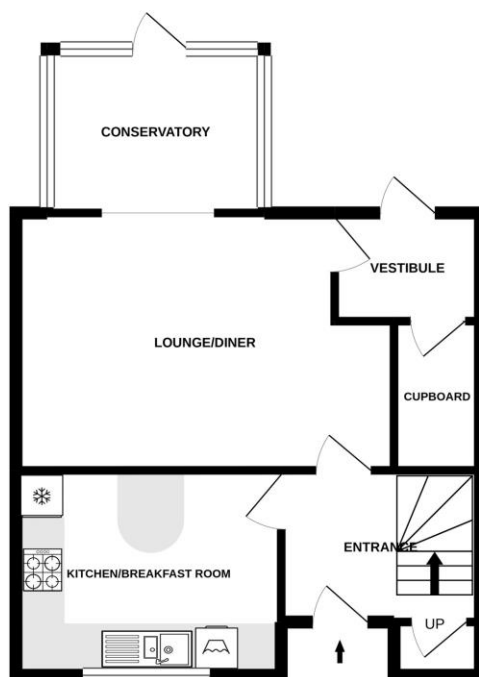 CONSERVATORY
VESTIBULE
LOUNGE/DINER
CUPBOARD
ENTRANCE
KITCHEN/BREAKFAST ROOM
UP